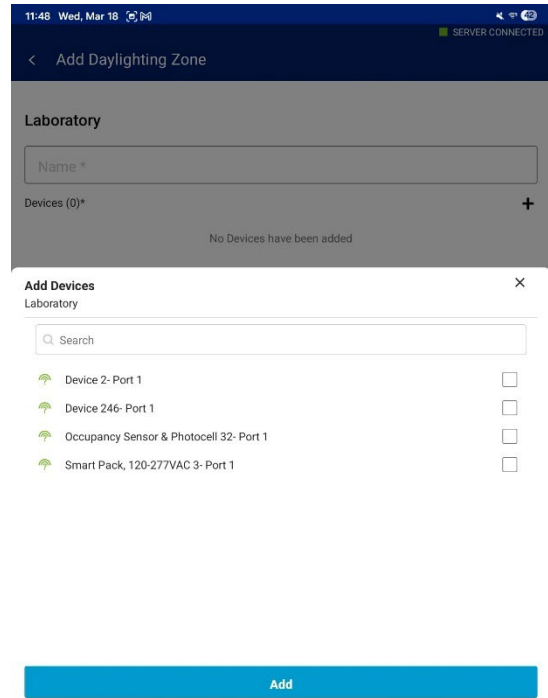 11:48 Wed, Mar 18
42
SERVER CONNECTED
Add Daylighting Zone
Laboratory
Name *
Devices (0)*
No Devices have been added
Add Devices
Laboratory
Search
Device 2- Port 1
Device 246- Port 1
Occupancy Sensor & Photocell 32- Port 1
Smart Pack, 120-277VAC 3- Port 1
Add